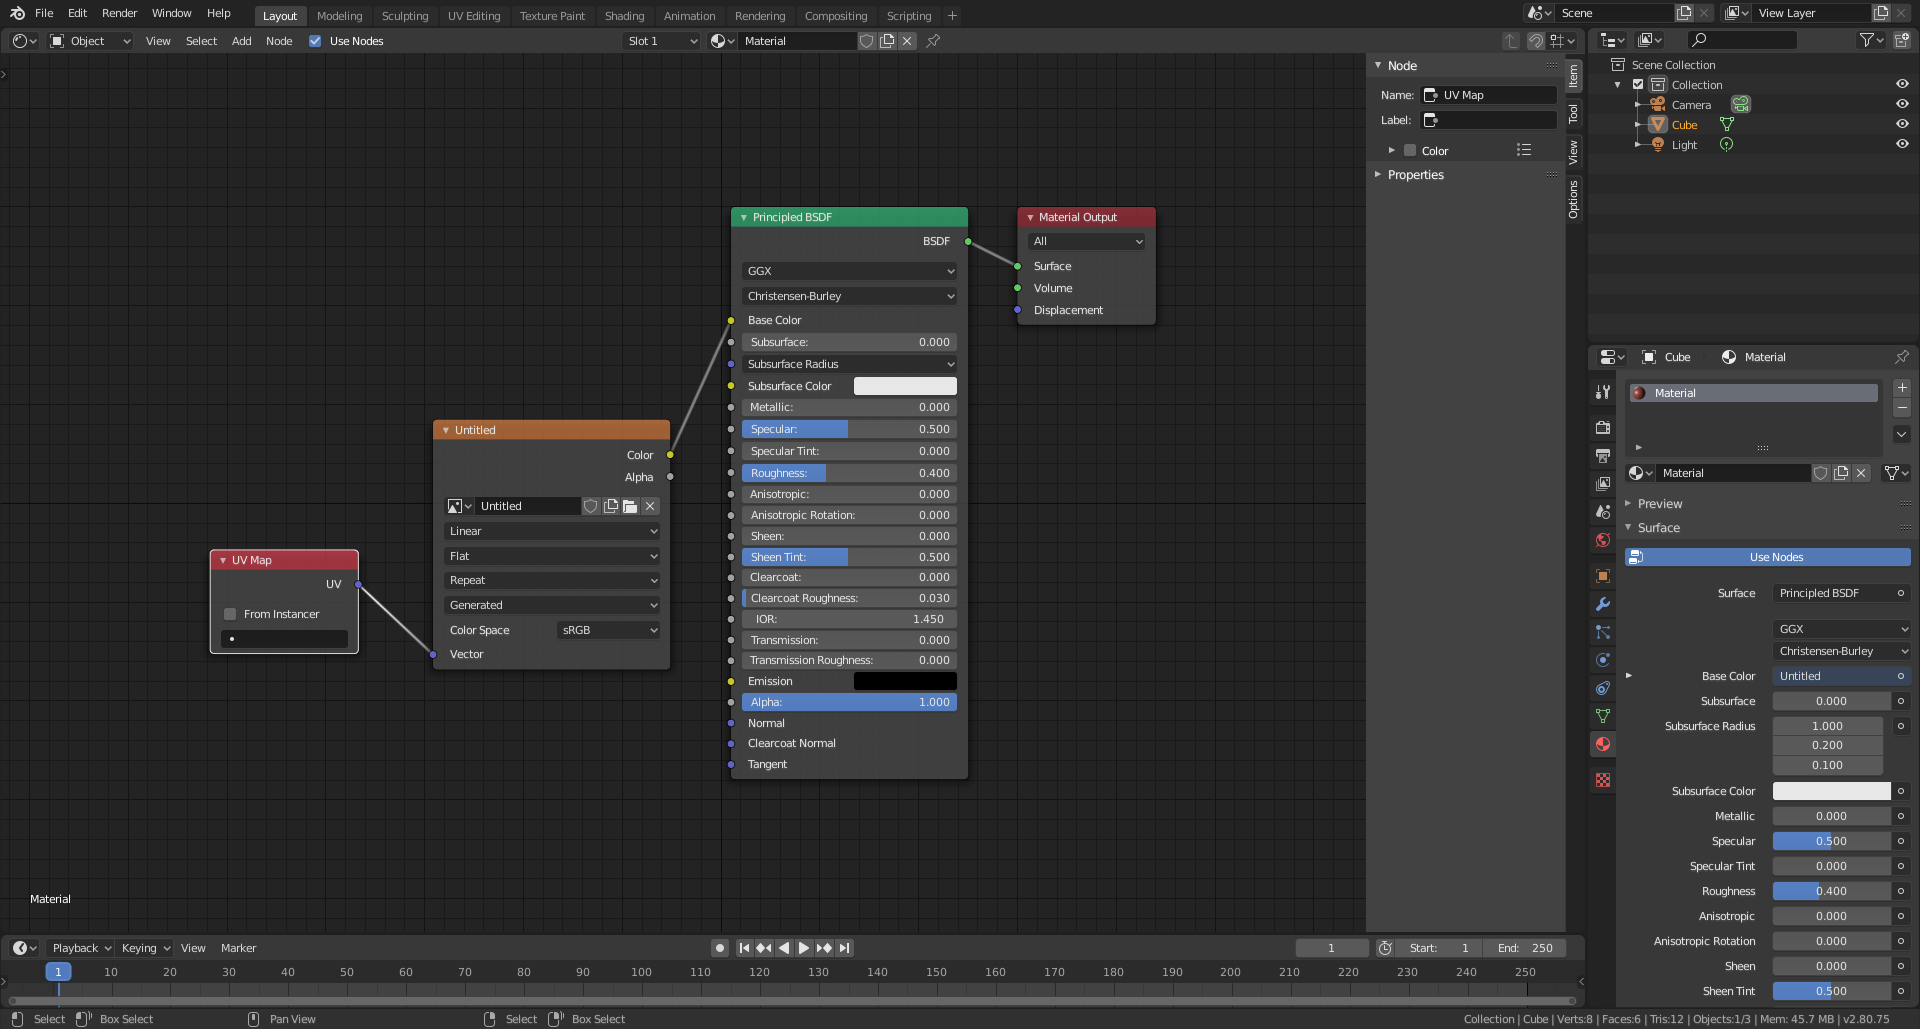 File Edit Render Window Help Layout Modeling Sculpting UV Editing Texture Paint Shading Animation Rendering Compositing Scripting + Scene View Layer
Object View Select Add Node Use Nodes Slot 1 Material
Node
Name: UV Map
Label:
Color
Properties
Item
Tool
View
Options
Scene Collection
Collection
Camera
Cube
Light
Principled BSDF
BSDF
GGX
Christensen-Burley
Base Color
Subsurface: 0.000
Subsurface Radius
Subsurface Color
Metallic: 0.000
Specular: 0.500
Specular Tint: 0.000
Roughness: 0.400
Anisotropic: 0.000
Anisotropic Rotation: 0.000
Sheen: 0.000
Sheen Tint: 0.500
Clearcoat: 0.000
Clearcoat Roughness: 0.030
IOR: 1.450
Transmission: 0.000
Transmission Roughness: 0.000
Emission
Alpha: 1.000
Normal
Clearcoat Normal
Tangent
Material Output
All
Surface
Volume
Displacement
Untitled
Color
Alpha
Untitled
Linear
Flat
Repeat
Generated
Color Space sRGB
Vector
UV Map
UV
From Instancer
Material
Cube Material
Material
Material
Preview
Surface
Use Nodes
Surface Principled BSDF
GGX
Christensen-Burley
Base Color Untitled
Subsurface 0.000
Subsurface Radius 1.000
0.200
0.100
Subsurface Color
Metallic 0.000
Specular 0.500
Specular Tint 0.000
Roughness 0.400
Anisotropic 0.000
Anisotropic Rotation 0.000
Sheen 0.000
Sheen Tint 0.500
Playback Keying View Marker 1 Start: 1 End: 250
1 10 20 30 40 50 60 70 80 90 100 110 120 130 140 150 160 170 180 190 200 210 220 230 240 250
Select Box Select Pan View Select Box Select Collection | Cube | Verts:8 | Faces:6 | Tris:12 | Objects:1/3 | Mem: 45.7 MB | v2.80.75